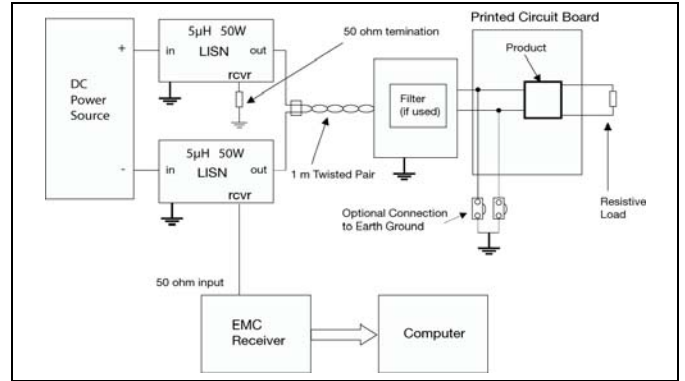 Printed Circuit Board
5µH 50W
LISN
in
out
rcvr
50 ohm temination
Product
+
DC
Power
Source
-
Filter
(if used)
5µH 50W
LISN
in
out
rcvr
1 m Twisted Pair
Optional Connection
to Earth Ground
Resistive
Load
50 ohm input
EMC
Receiver
Computer